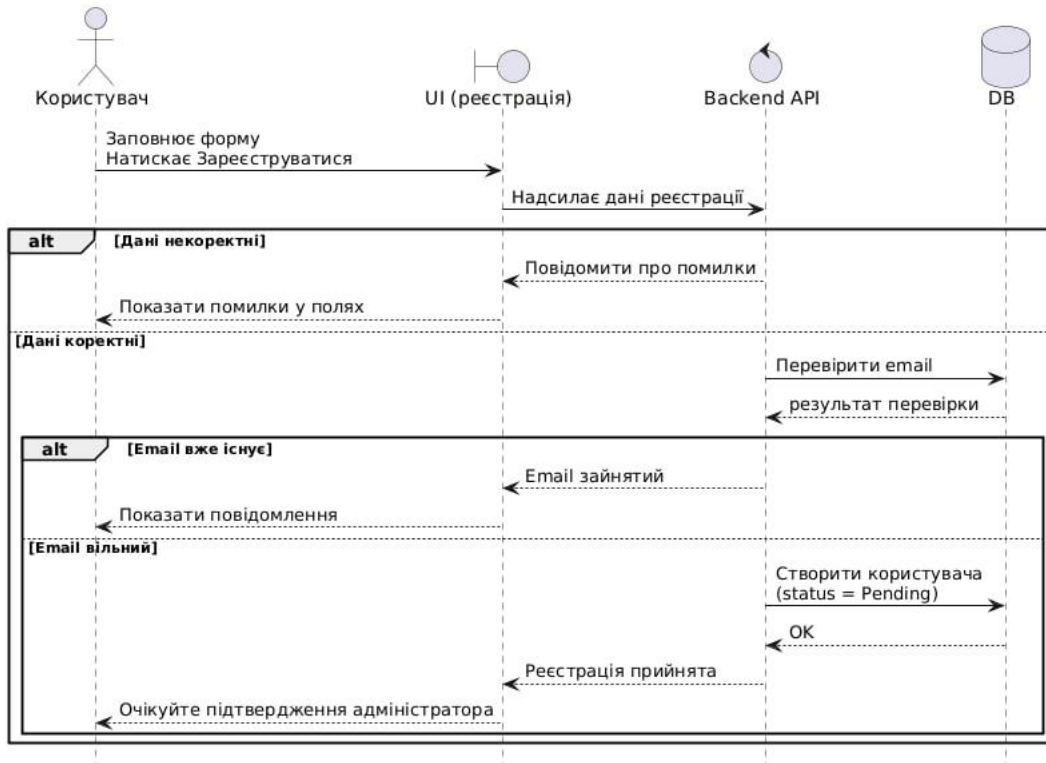 Користувач
UI (реєстрація)
Backend API
DB
Заповнює форму
Натискає Зареєструватися
Надсилає дані реєстрації
alt [Дані некоректні]
Повідомити про помилки
Показати помилки у полях
[Дані коректні]
Перевірити email
результат перевірки
alt [Email вже існує]
Email зайнятий
Показати повідомлення
[Email вільний]
Створити користувача
(status = Pending)
OK
Реєстрація прийнята
Очікуйте підтвердження адміністратора